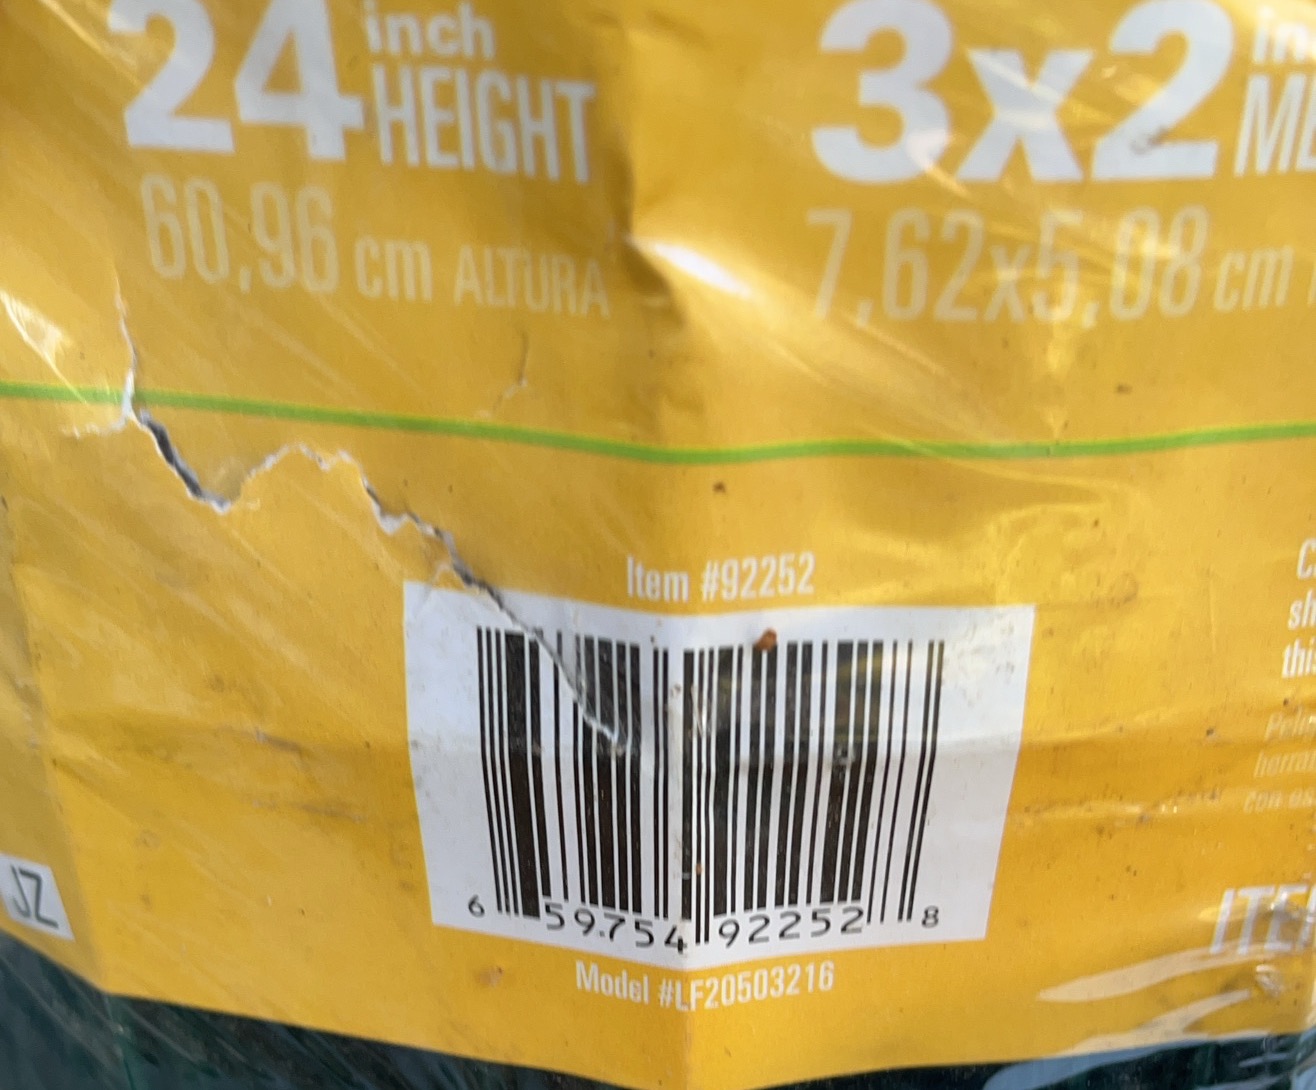 24 inch HEIGHT
60,96 cm ALTURA
3x2
7,62x5,08 cm
Item #92252
6 59754 92252 8
Model #LF20503216
JZ